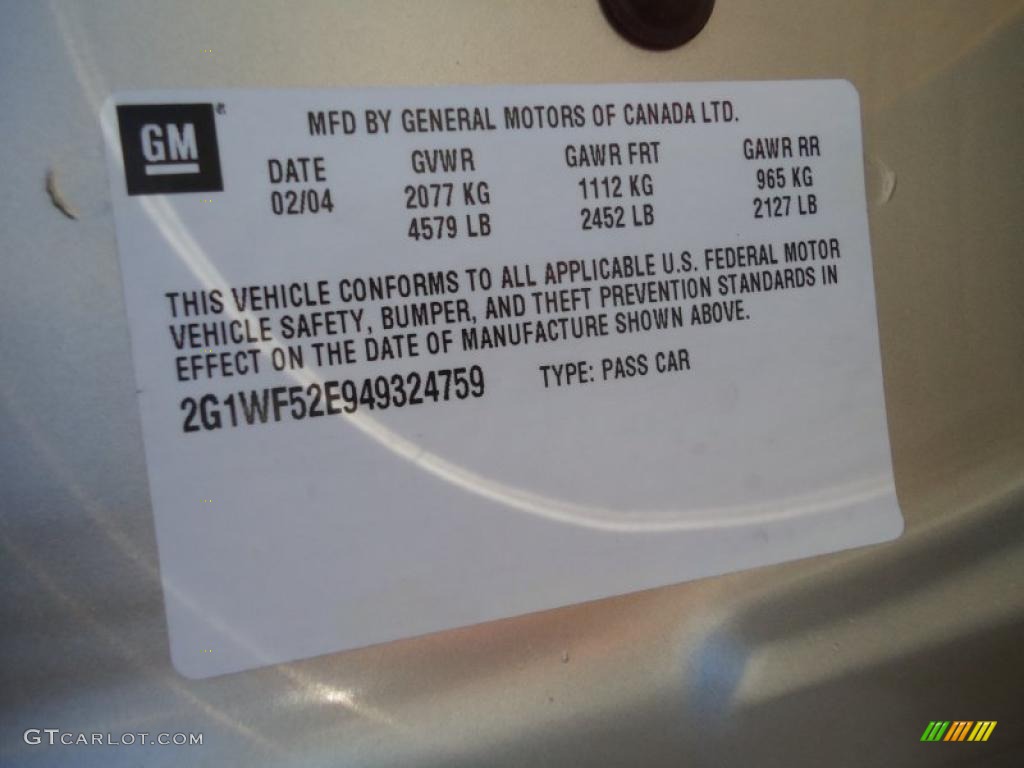 GM
MFD BY GENERAL MOTORS OF CANADA LTD.
DATE GVWR GAWR FRT GAWR RR
02/04 2077 KG 1112 KG 965 KG
4579 LB 2452 LB 2127 LB
THIS VEHICLE CONFORMS TO ALL APPLICABLE U.S. FEDERAL MOTOR
VEHICLE SAFETY, BUMPER, AND THEFT PREVENTION STANDARDS IN
EFFECT ON THE DATE OF MANUFACTURE SHOWN ABOVE.
2G1WF52E949324759 TYPE: PASS CAR
GTCARLOT.COM